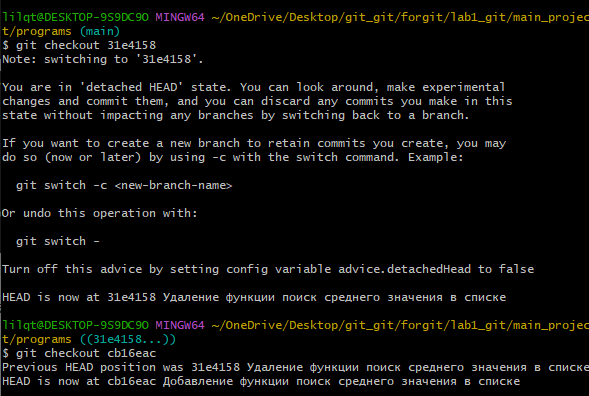 lilqt@DESKTOP-9S9DC9O MINGW64 ~/OneDrive/Desktop/git_git/forgit/lab1_git/main_projec
t/programs (main)
$ git checkout 31e4158
Note: switching to '31e4158'.
You are in 'detached HEAD' state. You can look around, make experimental
changes and commit them, and you can discard any commits you make in this
state without impacting any branches by switching back to a branch.
If you want to create a new branch to retain commits you create, you may
do so (now or later) by using -c with the switch command. Example:
git switch -c <new-branch-name>
Or undo this operation with:
git switch -
Turn off this advice by setting config variable advice.detachedHead to false
HEAD is now at 31e4158 Удаление функции поиск среднего значения в списке
lilqt@DESKTOP-9S9DC9O MINGW64 ~/OneDrive/Desktop/git_git/forgit/lab1_git/main_projec
t/programs ((31e4158...))
$ git checkout cb16eac
Previous HEAD position was 31e4158 Удаление функции поиск среднего значения в списке
HEAD is now at cb16eac Добавление функции поиск среднего значения в списке